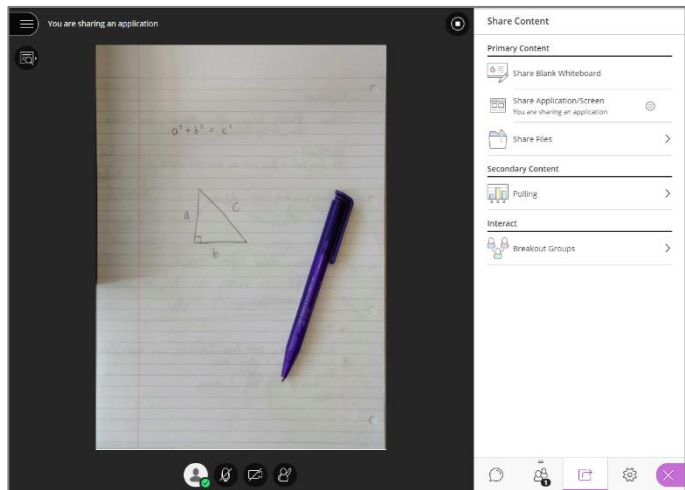 You are sharing an application
a² + b² = c²
a
c
b
Share Content
Primary Content
Share Blank Whiteboard
Share Application/Screen
You are sharing an application
Share Files
Secondary Content
Polling
Interact
Breakout Groups
1